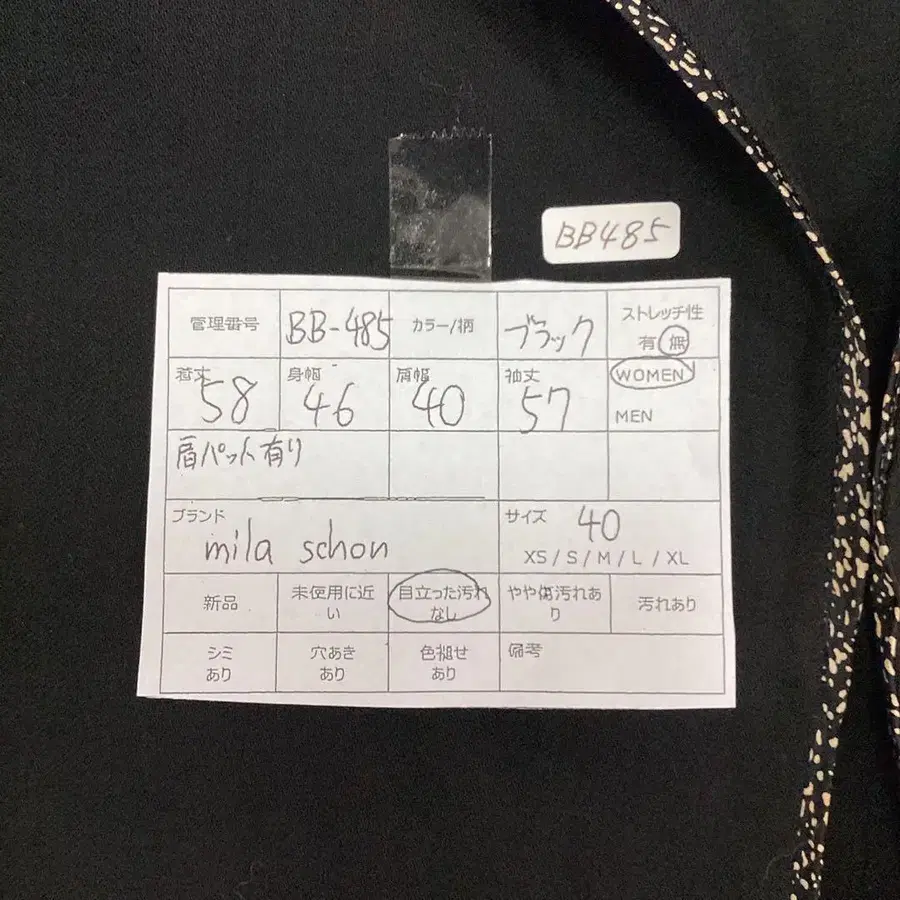 BB485
管理番号 BB-485 カラー/柄 ブラック ストレッチ性
有 無
着丈 身幅 肩幅 袖丈 WOMEN
58 46 40 57 MEN
肩パット有り
ブランド サイズ 40
mila schon XS / S / M / L / XL
新品 未使用に近い 目立った汚れなし やや傷汚れあり 汚れあり
シミあり 穴あきあり 色褪せあり 備考